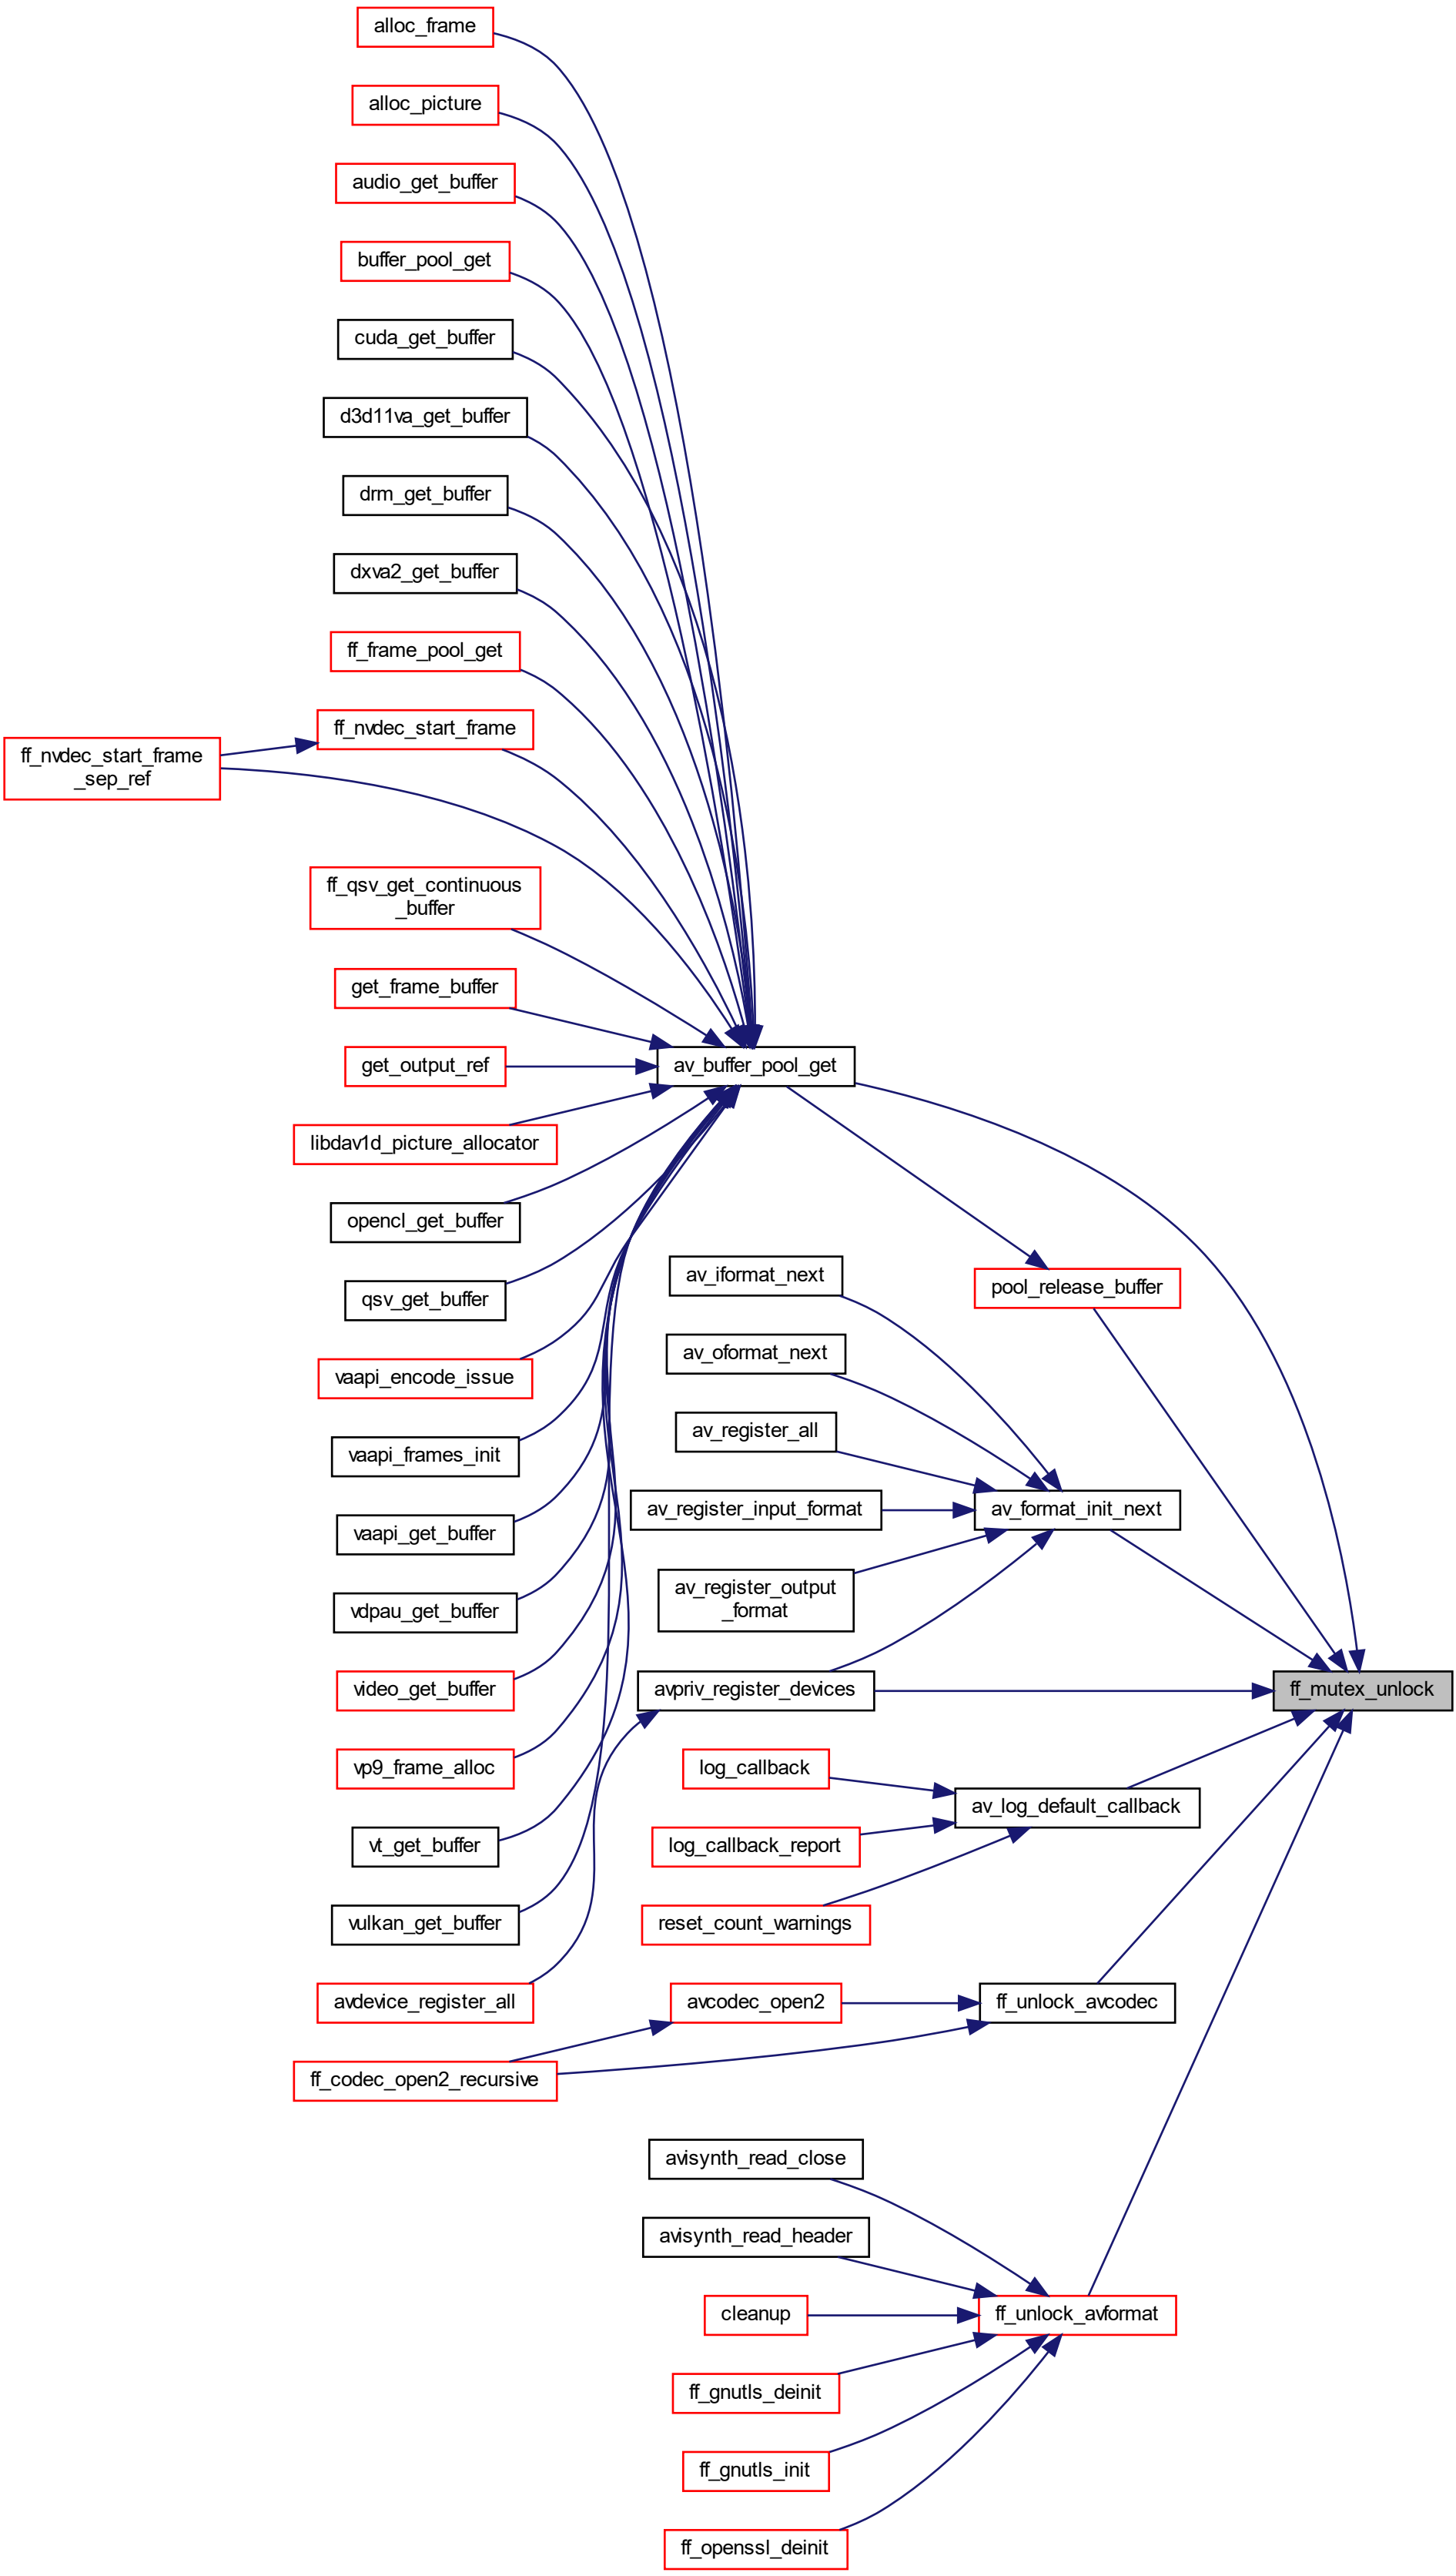 alloc_frame
alloc_picture
audio_get_buffer
buffer_pool_get
cuda_get_buffer
d3d11va_get_buffer
drm_get_buffer
dxva2_get_buffer
ff_frame_pool_get
ff_nvdec_start_frame
ff_nvdec_start_frame
_sep_ref
ff_qsv_get_continuous
_buffer
get_frame_buffer
get_output_ref
av_buffer_pool_get
libdav1d_picture_allocator
opencl_get_buffer
qsv_get_buffer
vaapi_encode_issue
vaapi_frames_init
vaapi_get_buffer
vdpau_get_buffer
video_get_buffer
vp9_frame_alloc
vt_get_buffer
vulkan_get_buffer
avdevice_register_all
ff_codec_open2_recursive
av_iformat_next
av_oformat_next
av_register_all
av_register_input_format
av_register_output
_format
avpriv_register_devices
log_callback
log_callback_report
reset_count_warnings
avcodec_open2
avisynth_read_close
avisynth_read_header
cleanup
ff_gnutls_deinit
ff_gnutls_init
ff_openssl_deinit
pool_release_buffer
av_format_init_next
av_log_default_callback
ff_unlock_avcodec
ff_unlock_avformat
ff_mutex_unlock